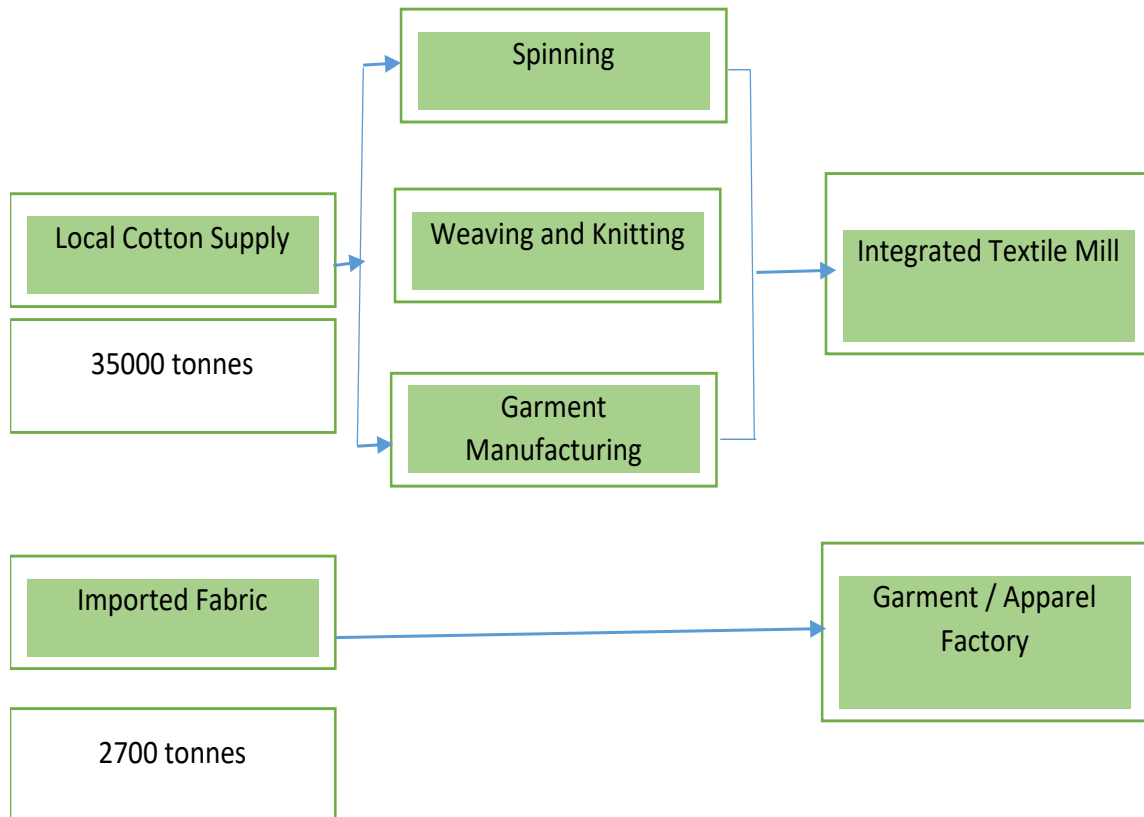 Spinning
Local Cotton Supply
Weaving and Knitting
Integrated Textile Mill
35000 tonnes
Garment
Manufacturing
Imported Fabric
Garment / Apparel
Factory
2700 tonnes